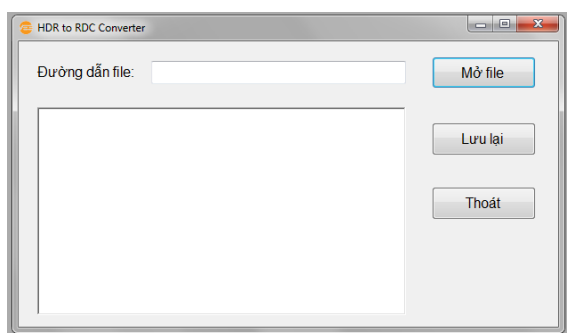 HDR to RDC Converter
Đường dẫn file:
Mở file
Lưu lại
Thoát